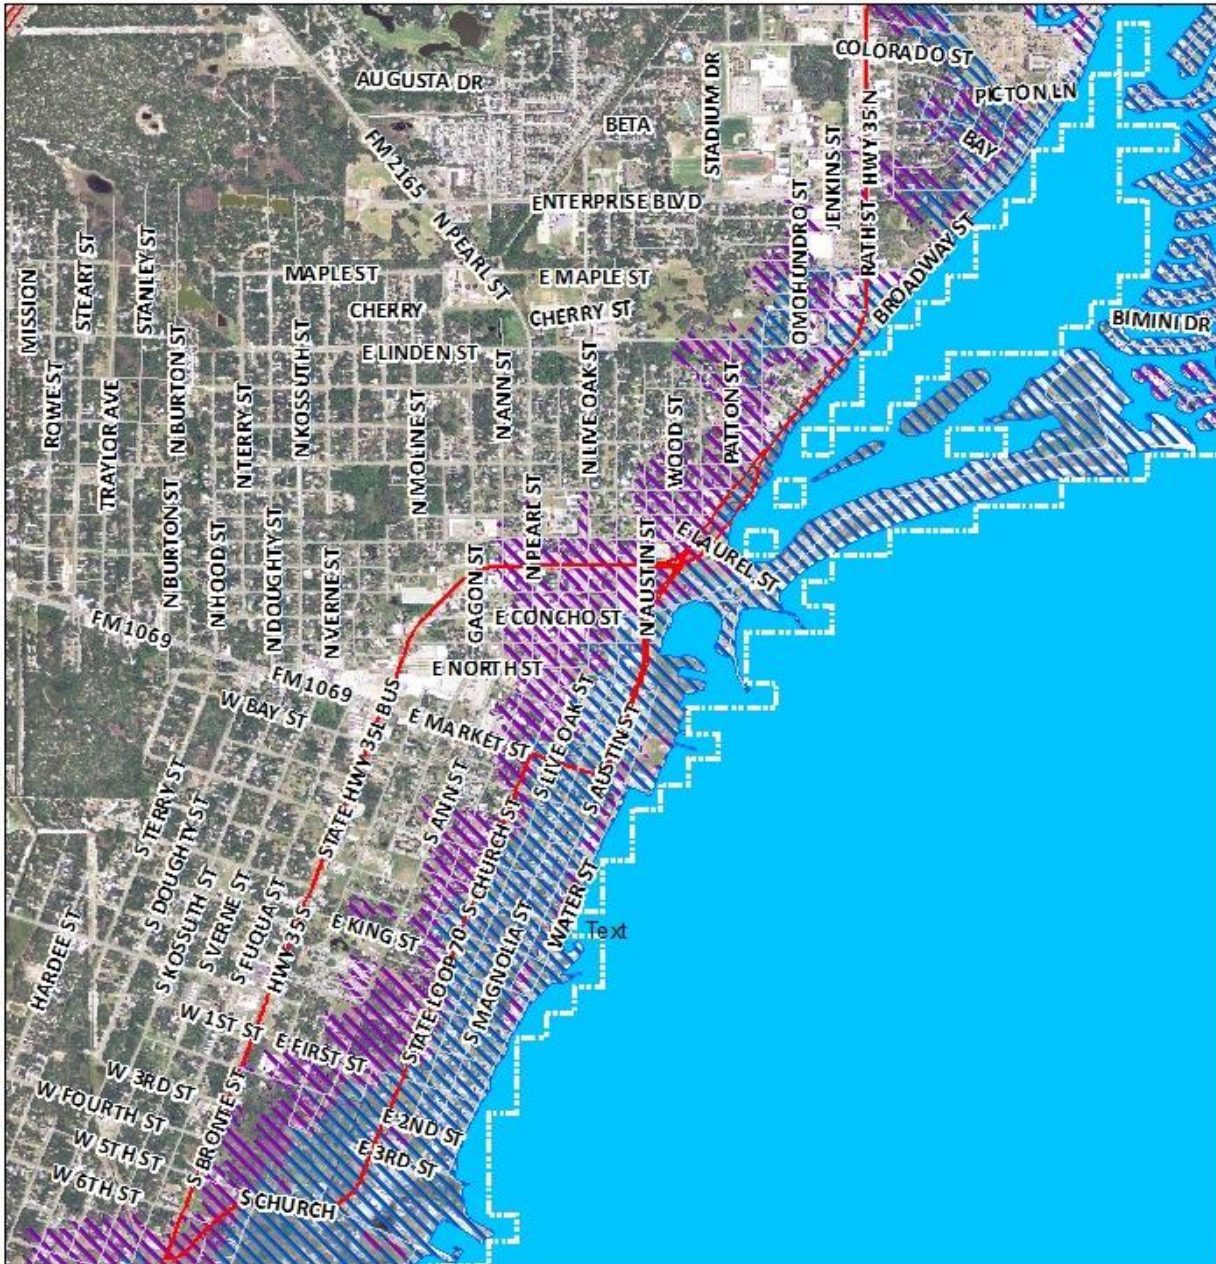 COLORADO ST
AUGUSTA DR
STADIUM DR
PICTON LN
BETA
BAY
JENKINS ST
HWY 35 N
FM 2165
ENTERPRISE BLVD
OMOHUNDRO ST
RATH ST
N PEARL ST
BROADWAY ST
STEART ST
STANLEY ST
MISSION
MAPLE ST
E MAPLE ST
CHERRY
CHERRY ST
BIMINI DR
N BURTON ST
N KOSSUTH ST
E LINDEN ST
N ANN ST
N LIVE OAK ST
ROWE ST
TRAYLOR AVE
N TERRY ST
N MOLINE ST
WOOD ST
PATTON ST
N BURTON ST
N HOOD ST
N DOUGHTY ST
N VERNE ST
GAGON ST
N PEARL ST
N AUSTIN ST
E LAUREL ST
FM 1069
E CONCHO ST
E NORTH ST
FM 1069
W BAY ST
E MARKET ST
S LIVE OAK ST
S AUSTIN ST
STATE HWY 35L BUS
S TERRY ST
S DOUGHTY ST
S ANN ST
S CHURCH ST
S KOSSUTH ST
S VERNE ST
S FUQUA ST
HWY 35 S
E KING ST
STATE LOOP 70
S MAGNOLIA ST
WATER ST
Text
HARDEE ST
W 1ST ST
E FIRST ST
W 3RD ST
W FOURTH ST
S BRONTE ST
E 2ND ST
W 5TH ST
E 3RD ST
W 6TH ST
S CHURCH